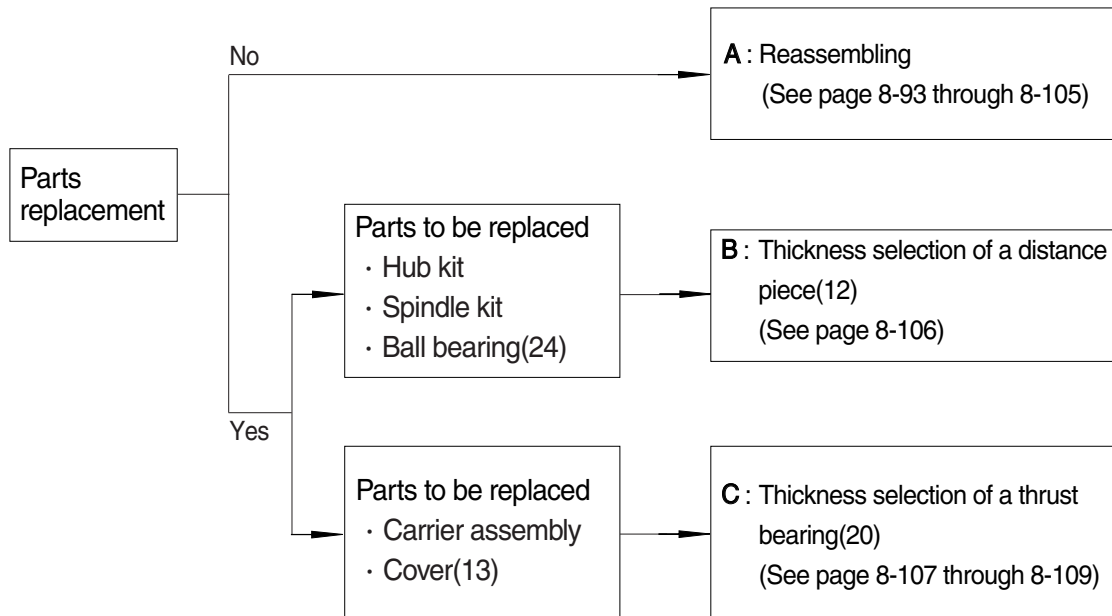 No
A : Reassembling
(See page 8-93 through 8-105)
Parts
replacement
Parts to be replaced
· Hub kit
· Spindle kit
· Ball bearing(24)
B : Thickness selection of a distance
piece(12)
(See page 8-106)
Yes
Parts to be replaced
· Carrier assembly
· Cover(13)
C : Thickness selection of a thrust
bearing(20)
(See page 8-107 through 8-109)